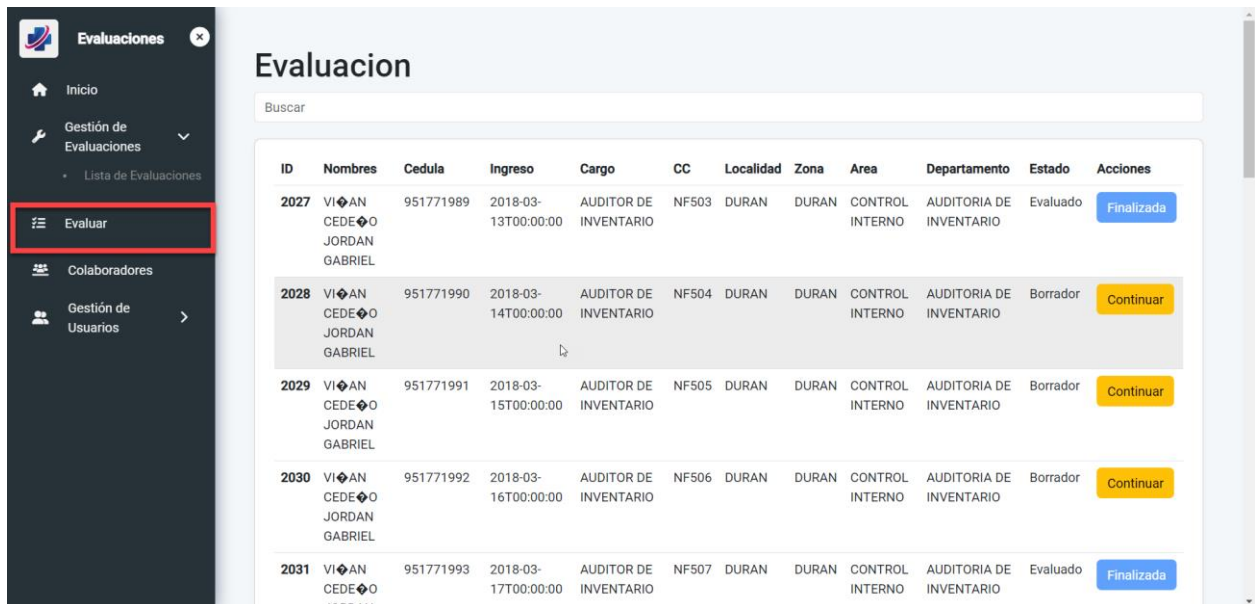 Evaluaciones
Inicio
Gestión de
Evaluaciones
Lista de Evaluaciones
Evaluar
Colaboradores
Gestión de
Usuarios
Evaluacion
Buscar
ID Nombres Cedula Ingreso Cargo CC Localidad Zona Area Departamento Estado Acciones
2027 VI�AN 951771989 2018-03- AUDITOR DE NF503 DURAN DURAN CONTROL AUDITORIA DE Evaluado Finalizada
CEDE�O 13T00:00:00 INVENTARIO INTERNO INVENTARIO
JORDAN
GABRIEL
2028 VI�AN 951771990 2018-03- AUDITOR DE NF504 DURAN DURAN CONTROL AUDITORIA DE Borrador Continuar
CEDE�O 14T00:00:00 INVENTARIO INTERNO INVENTARIO
JORDAN
GABRIEL
2029 VI�AN 951771991 2018-03- AUDITOR DE NF505 DURAN DURAN CONTROL AUDITORIA DE Borrador Continuar
CEDE�O 15T00:00:00 INVENTARIO INTERNO INVENTARIO
JORDAN
GABRIEL
2030 VI�AN 951771992 2018-03- AUDITOR DE NF506 DURAN DURAN CONTROL AUDITORIA DE Borrador Continuar
CEDE�O 16T00:00:00 INVENTARIO INTERNO INVENTARIO
JORDAN
GABRIEL
2031 VI�AN 951771993 2018-03- AUDITOR DE NF507 DURAN DURAN CONTROL AUDITORIA DE Evaluado Finalizada
CEDE�O 17T00:00:00 INVENTARIO INTERNO INVENTARIO